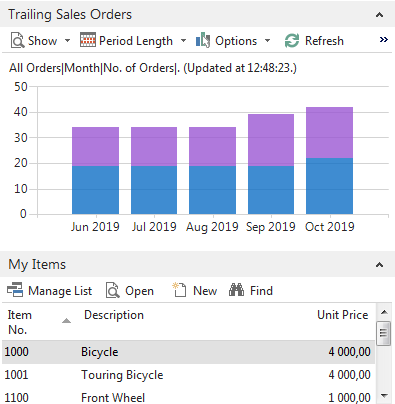 Trailing Sales Orders
Show Period Length Options Refresh »
All Orders|Month|No. of Orders|. (Updated at 12:48:23.)
50
40
30
20
10
0
Jun 2019 Jul 2019 Aug 2019 Sep 2019 Oct 2019
My Items
Manage List Open New Find
Item No. Description Unit Price
1000 Bicycle 4 000,00
1001 Touring Bicycle 4 000,00
1100 Front Wheel 1 000,00